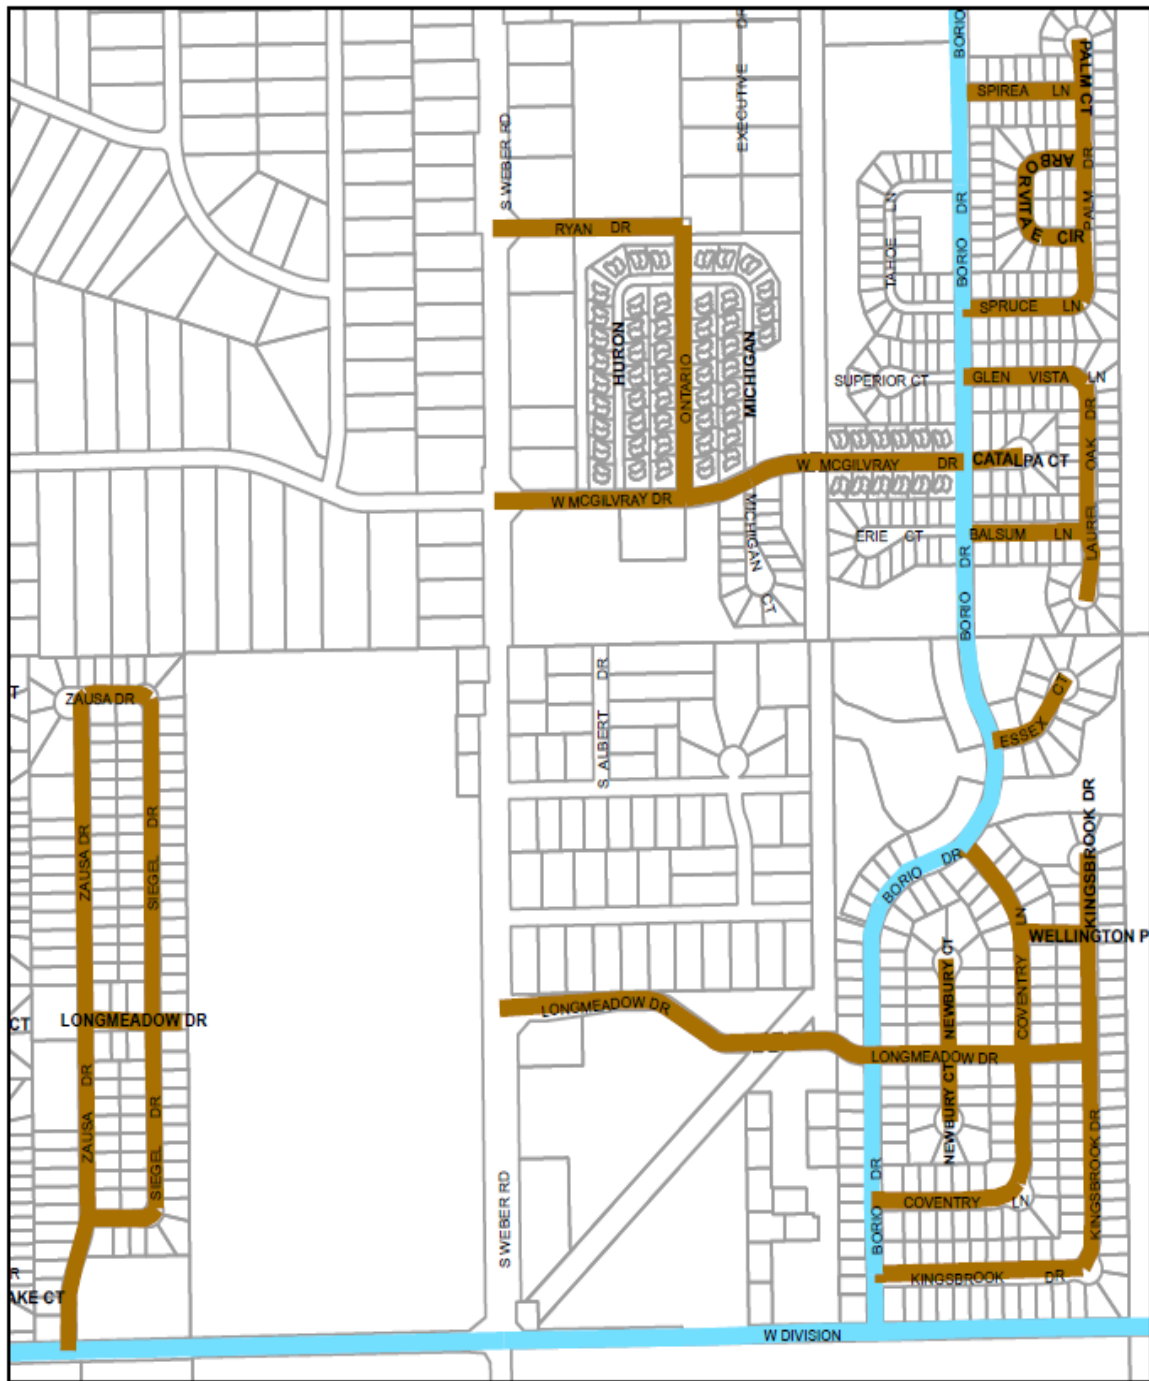 BORIO
DR
EXECUTIVE
PALM CT
SPIREA LN
S WEBER RD
ARBORVITAE CIR
PALM DR
TAHOE LN
BORIO DR
RYAN DR
SPRUCE LN
HURON
MICHIGAN
ONTARIO
SUPERIOR CT
GLEN VISTA LN
LAUREL OAK DR
CATALPA CT
W MCGILVRAY DR
W MCGILVRAY DR
MICHIGAN CT
ERIE CT
BALSUM LN
BORIO DR
T
ZAUSA DR
S ALBERT DR
ESSEX CT
ZAUSA DR
SIEGEL DR
BORIO DR
KINGSBROOK DR
COVENTRY LN
WELLINGTON P
NEWBURY CT
CT
LONGMEADOW DR
LONGMEADOW DR
LONGMEADOW DR
ZAUSA DR
SIEGEL DR
NEWBURY CT
KINGSBROOK DR
S WEBER RD
BORIO DR
COVENTRY LN
R
AKE CT
KINGSBROOK DR
W DIVISION